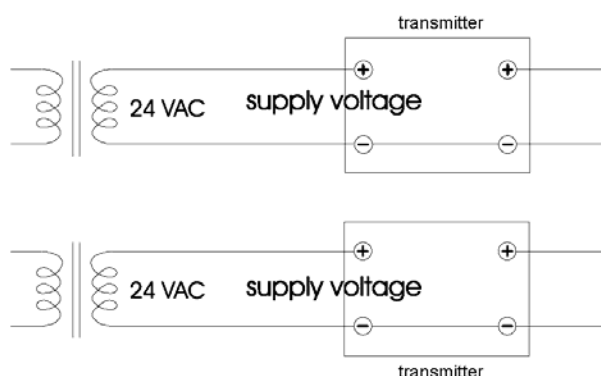 transmitter
+ +
24 VAC supply voltage
- -
+ +
24 VAC supply voltage
- -
transmitter